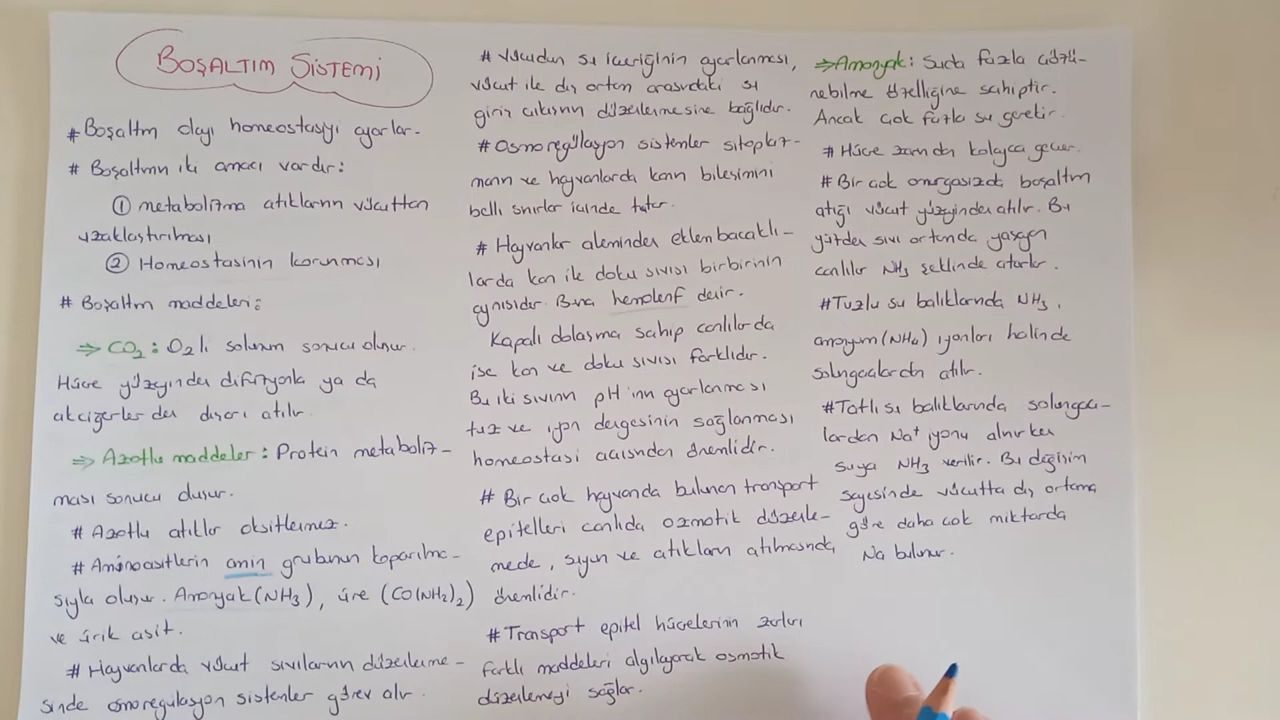 BOŞALTIM SİSTEMİ
# Boşaltım olayı homeostasiyi ayarlar.
# Boşaltımın iki amacı vardır:
① metabolizma atıklarının vücuttan
uzaklaştırılması
② Homeostasinin korunması
# Boşaltım maddeleri:
⇒ CO₂: O₂'li solunum sonucu oluşur.
Hücre yüzeyinden difüzyonla ya da
akciğerlerden dışarı atılır.
⇒ Azotlu maddeler: Protein metaboliz-
ması sonucu oluşur.
# Azotlu atıklar oksitlenmez.
# Aminoasitlerin amin grubunun koparılma-
sıyla oluşur. Amonyak (NH₃), üre (CO(NH₂)₂)
ve ürik asit.
# Hayvanlarda vücut sıvılarının düzenlenme-
sinde osmoregulasyon sistemler görev alır.
# Vücudun su içeriğinin ayarlanması,
vücut ile dış ortam arasındaki su
giriş çıkışının düzenlenmesine bağlıdır.
# Osmoregülasyon sistemler sitoplaz-
manın ve hayvanlarda kanın bileşimini
belli sınırlar içinde tutar.
# Hayvanlar aleminden eklembacaklı-
larda kan ile doku sıvısı birbirinin
aynısıdır. Buna hemolenf denir.
Kapalı dolaşıma sahip canlılarda
ise kan ve doku sıvısı farklıdır.
Bu iki sıvının pH'ının ayarlanması
tuz ve iyon dengesinin sağlanması
homeostasi açısından önemlidir.
# Bir çok hayvanda bulunan transport
epitelleri canlıda ozmotik düzenle-
mede, suyun ve atıkların atılmasında
önemlidir.
# Transport epitel hücrelerinin zarları
farklı maddeleri algılayarak osmotik
düzenlemeyi sağlar.
⇒ Amonyak: Suda fazla çözü-
nebilme özelliğine sahiptir.
Ancak çok fazla su gerekir.
# Hücre zarından kolayca geçer.
# Bir çok omurgasızda boşaltım
atığı vücut yüzeyinden atılır. Bu
yüzden sıvı ortamda yaşayan
canlılar NH₃ şeklinde atarlar.
# Tuzlu su balıklarında NH₃,
amonyum (NH₄) iyonları halinde
solungaçlardan atılır.
# Tatlı su balıklarında solungaç-
lardan Na⁺ iyonu alınırken
suya NH₃ verilir. Bu değişim
sayesinde vücutta dış ortama
göre daha çok miktarda
Na bulunur.